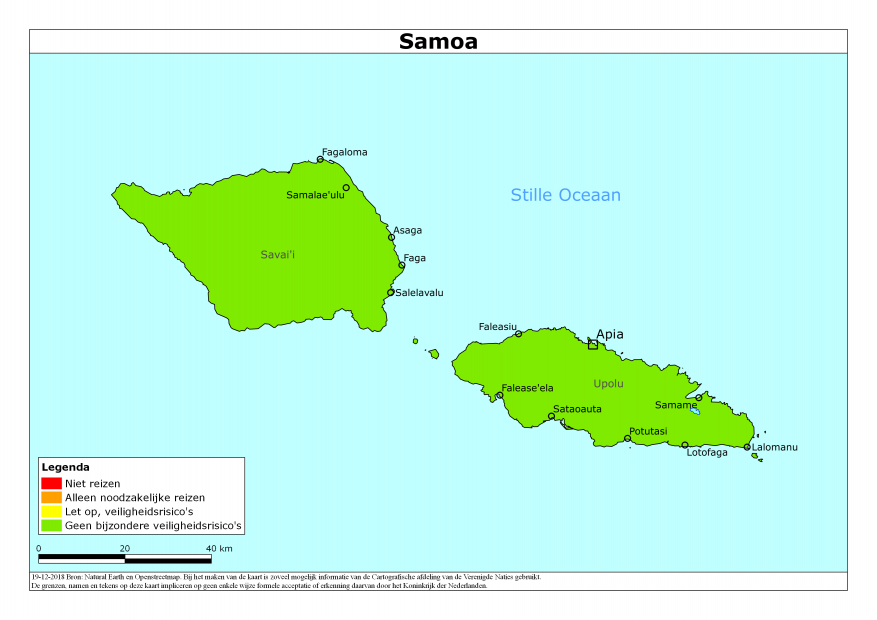 Samoa
Fagaloma
Samalae'ulu
Stille Oceaan
Asaga
Savai'i
Faga
Salelavalu
Faleasiu
Apia
Upolu
Falease'ela
Samame
Sataoauta
Potutasi
Lalomanu
Lotofaga
Legenda
Niet reizen
Alleen noodzakelijke reizen
Let op, veiligheidsrisico's
Geen bijzondere veiligheidsrisico's
0 20 40 km
19-12-2018 Bron: Natural Earth en Openstreetmap. Bij het maken van de kaart is zoveel mogelijk informatie van de Cartografische afdeling van de Verenigde Naties gebruikt.
De grenzen, namen en tekens op deze kaart impliceren op geen enkele wijze formele acceptatie of erkenning daarvan door het Koninkrijk der Nederlanden.